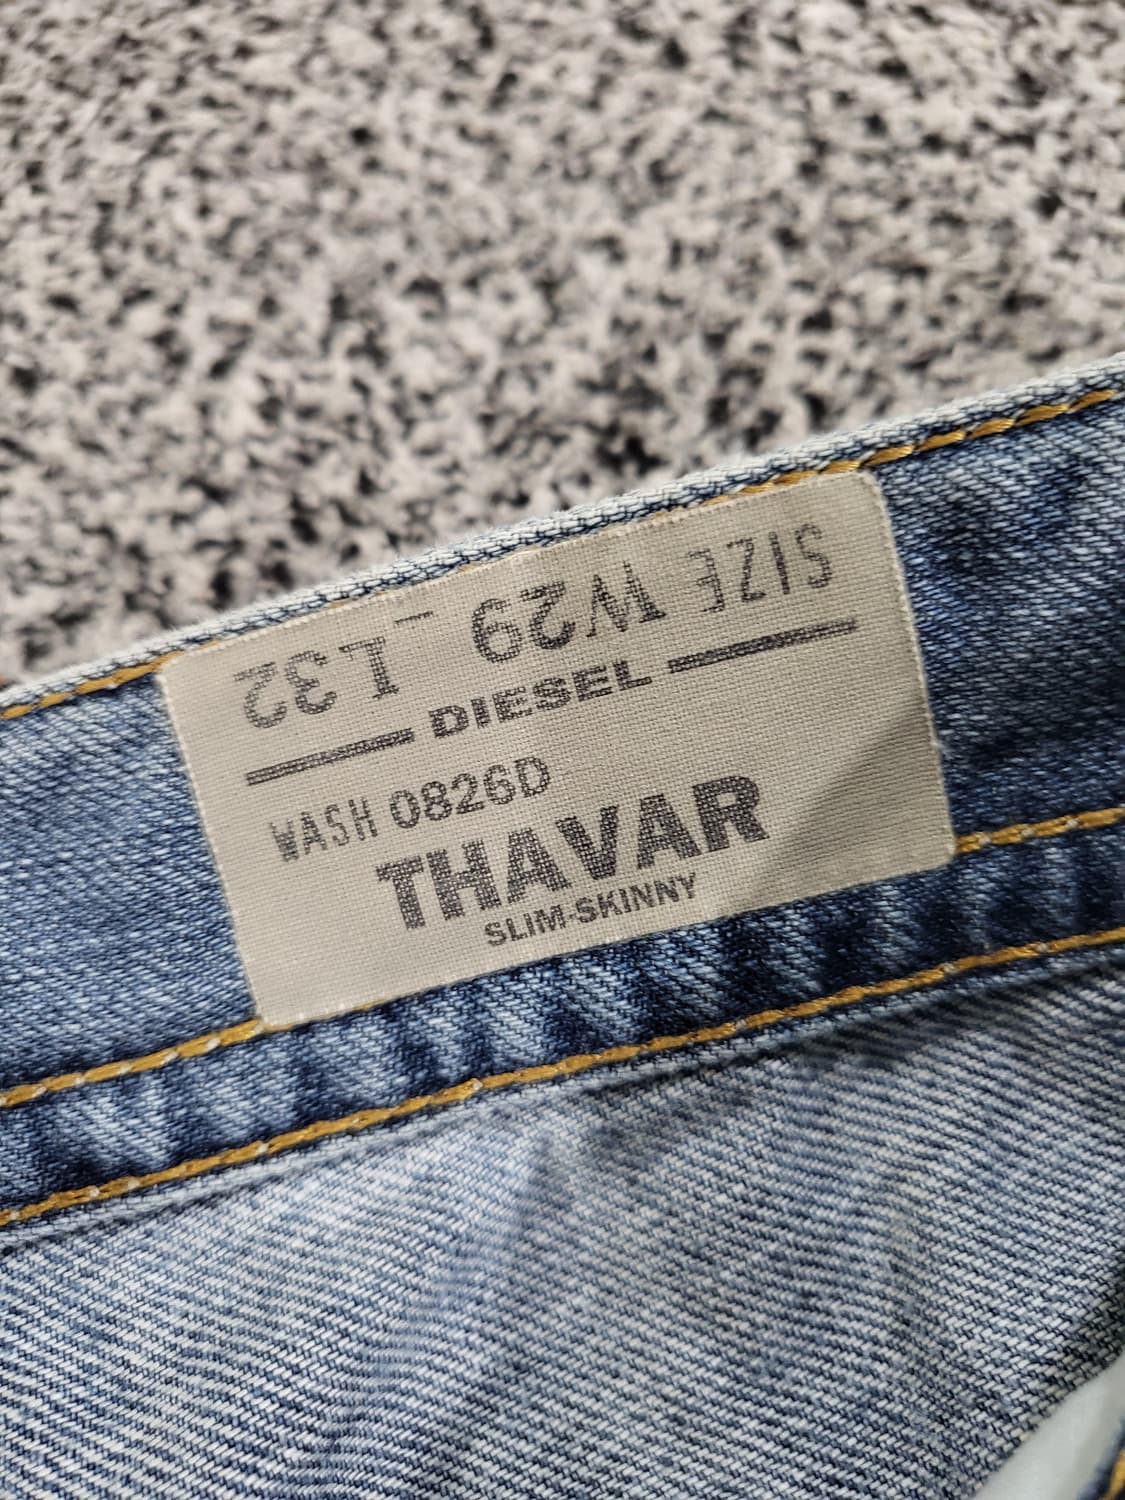 SIZE W29 _ L32
DIESEL
WASH 0826D
THAVAR
SLIM-SKINNY